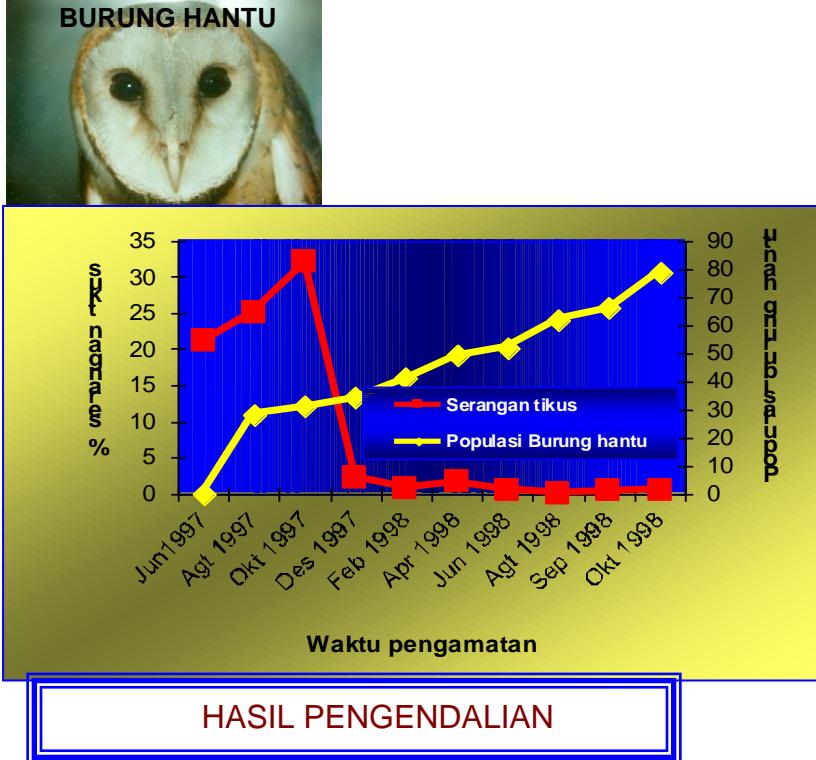 BURUNG HANTU
% serangan tikus
35
30
25
20
15
10
5
0
90
80
70
60
50
40
30
20
10
0
Populasi burung hantu
Serangan tikus
Populasi Burung hantu
Jun 1997
Agt 1997
Okt 1997
Des 1997
Feb 1998
Apr 1998
Jun 1998
Agt 1998
Sep 1998
Okt 1998
Waktu pengamatan
HASIL PENGENDALIAN